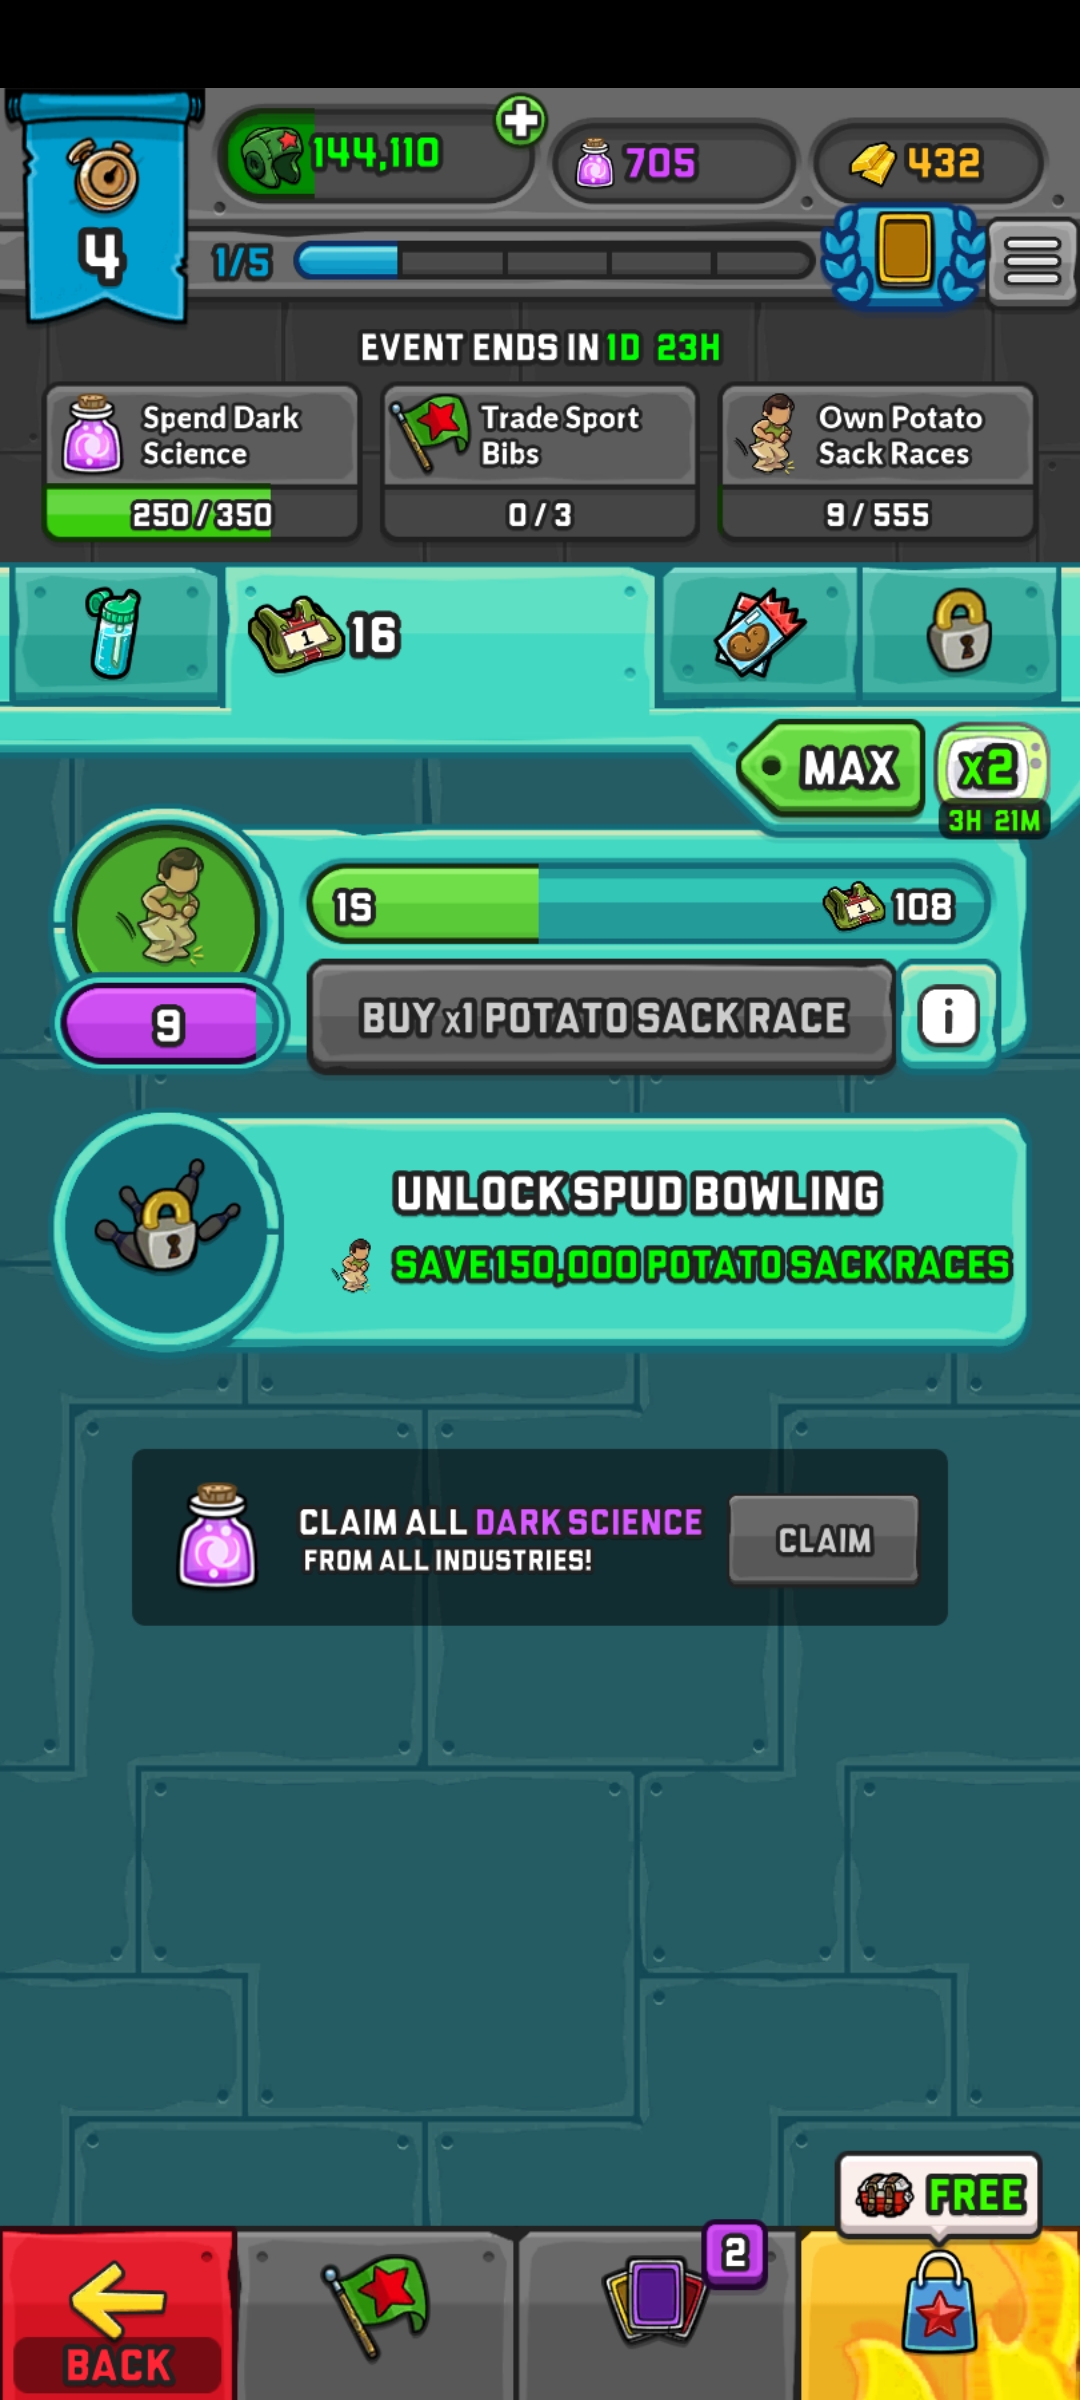 4
144,110
705
432
1/5
EVENT ENDS IN 1D 23H
Spend Dark Science
250/350
Trade Sport Bibs
0/3
Own Potato Sack Races
9/555
1
16
MAX
x2
3H 21M
1S
1
108
9
BUY x1 POTATO SACK RACE
i
UNLOCK SPUD BOWLING
SAVE 150,000 POTATO SACK RACES
CLAIM ALL DARK SCIENCE
FROM ALL INDUSTRIES!
CLAIM
FREE
2
BACK